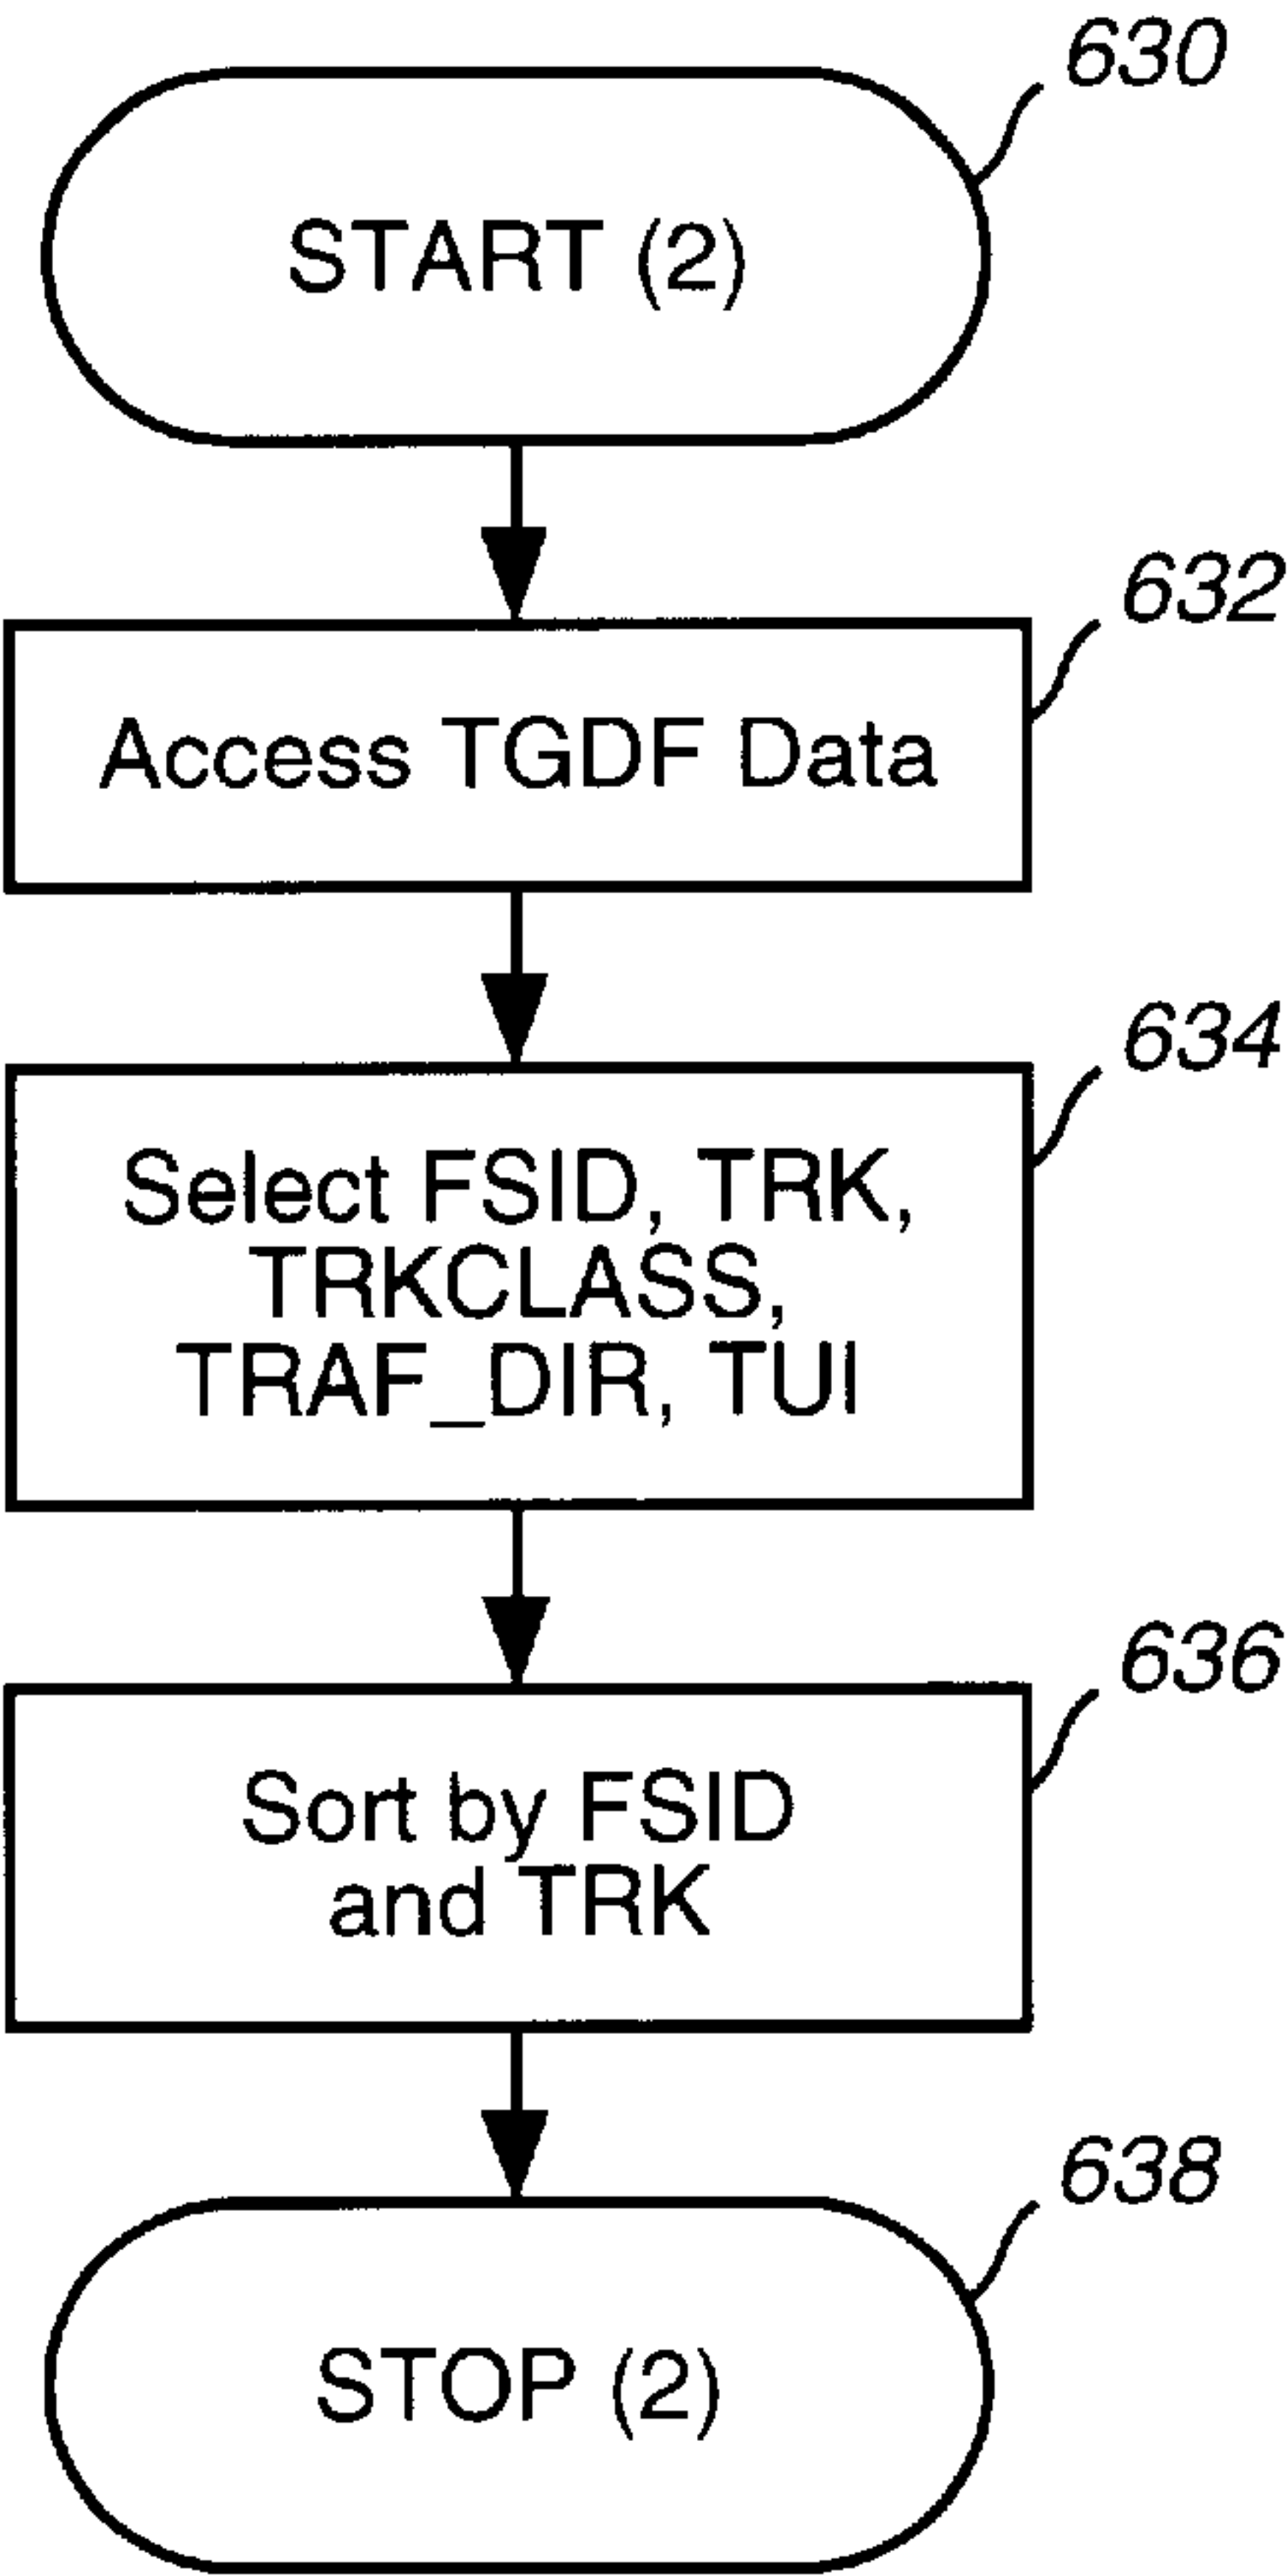 630
START (2)
632
Access TGDF Data
634
Select FSID, TRK,
TRKCLASS,
TRAF_DIR, TUI
636
Sort by FSID
and TRK
638
STOP (2)